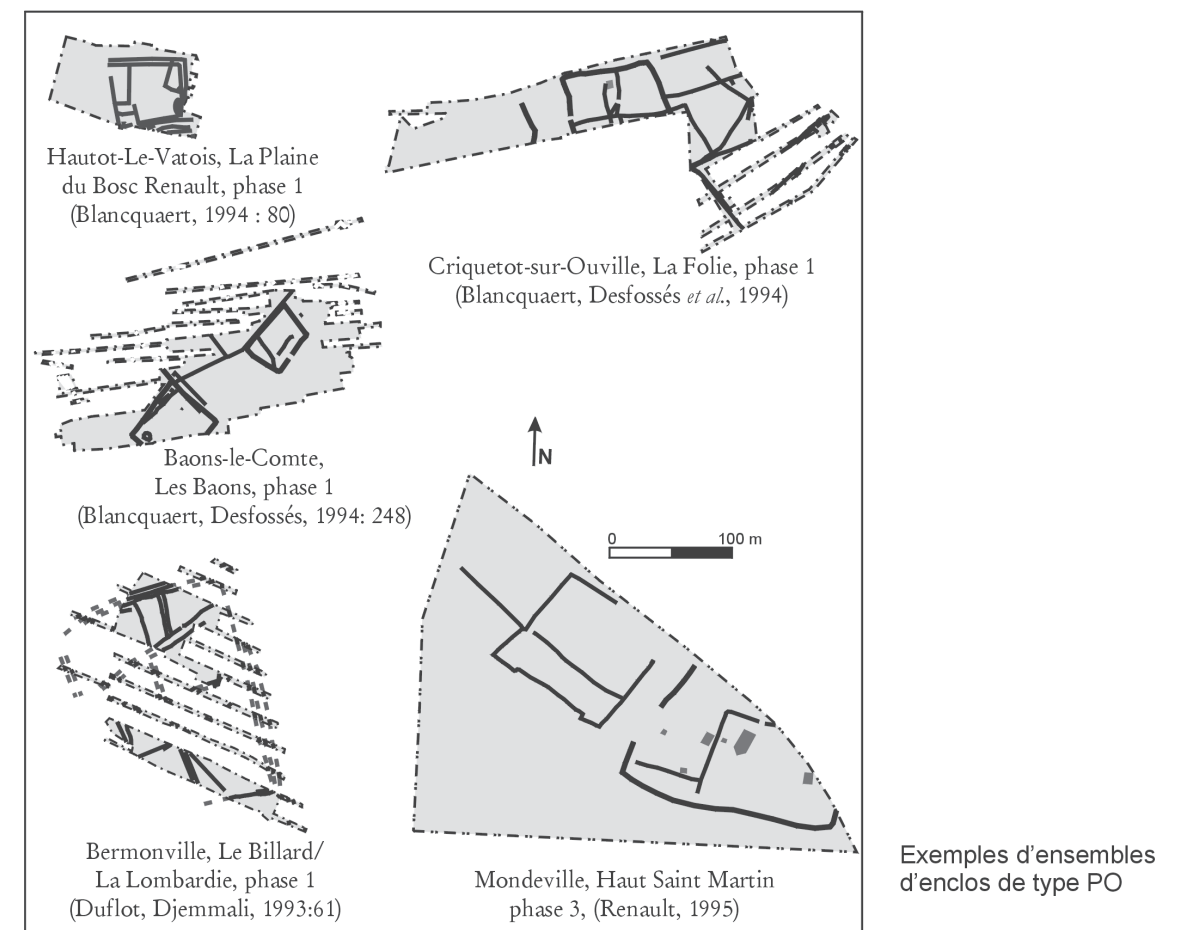 Hautot-Le-Vatois, La Plaine
du Bosc Renault, phase 1
(Blancquaert, 1994 : 80)
Criquetot-sur-Ouville, La Folie, phase 1
(Blancquaert, Desfossés et al., 1994)
Baons-le-Comte,
Les Baons, phase 1
(Blancquaert, Desfossés, 1994: 248)
N
0 100 m
Bermonville, Le Billard/
La Lombardie, phase 1
(Duflot, Djemmali, 1993:61)
Mondeville, Haut Saint Martin
phase 3, (Renault, 1995)
Exemples d’ensembles
d’enclos de type PO